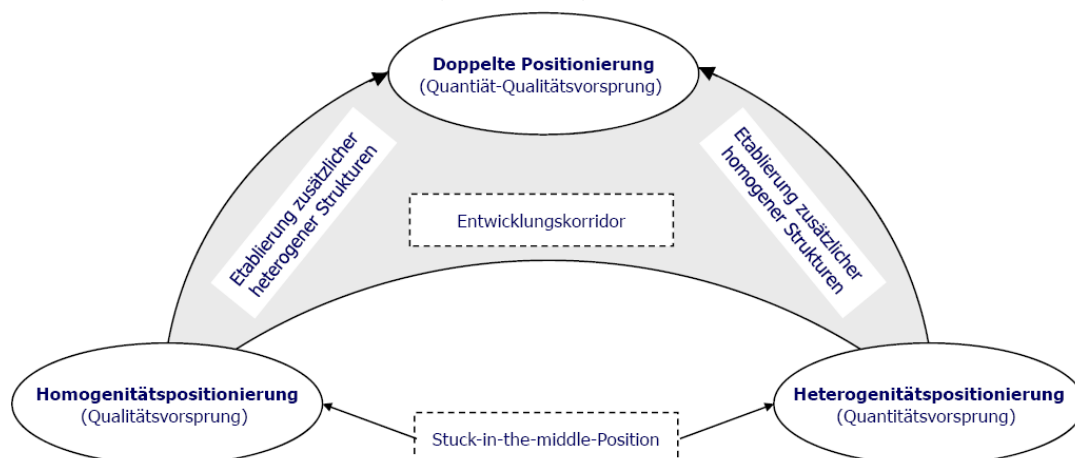 Doppelte Positionierung
(Quantiät-Qualitätsvorsprung)
Etablierung zusätzlicher
heterogener Strukturen
Etablierung zusätzlicher
homogener Strukturen
Entwicklungskorridor
Homogenitätspositionierung
(Qualitätsvorsprung)
Heterogenitätspositionierung
(Quantitätsvorsprung)
Stuck-in-the-middle-Position